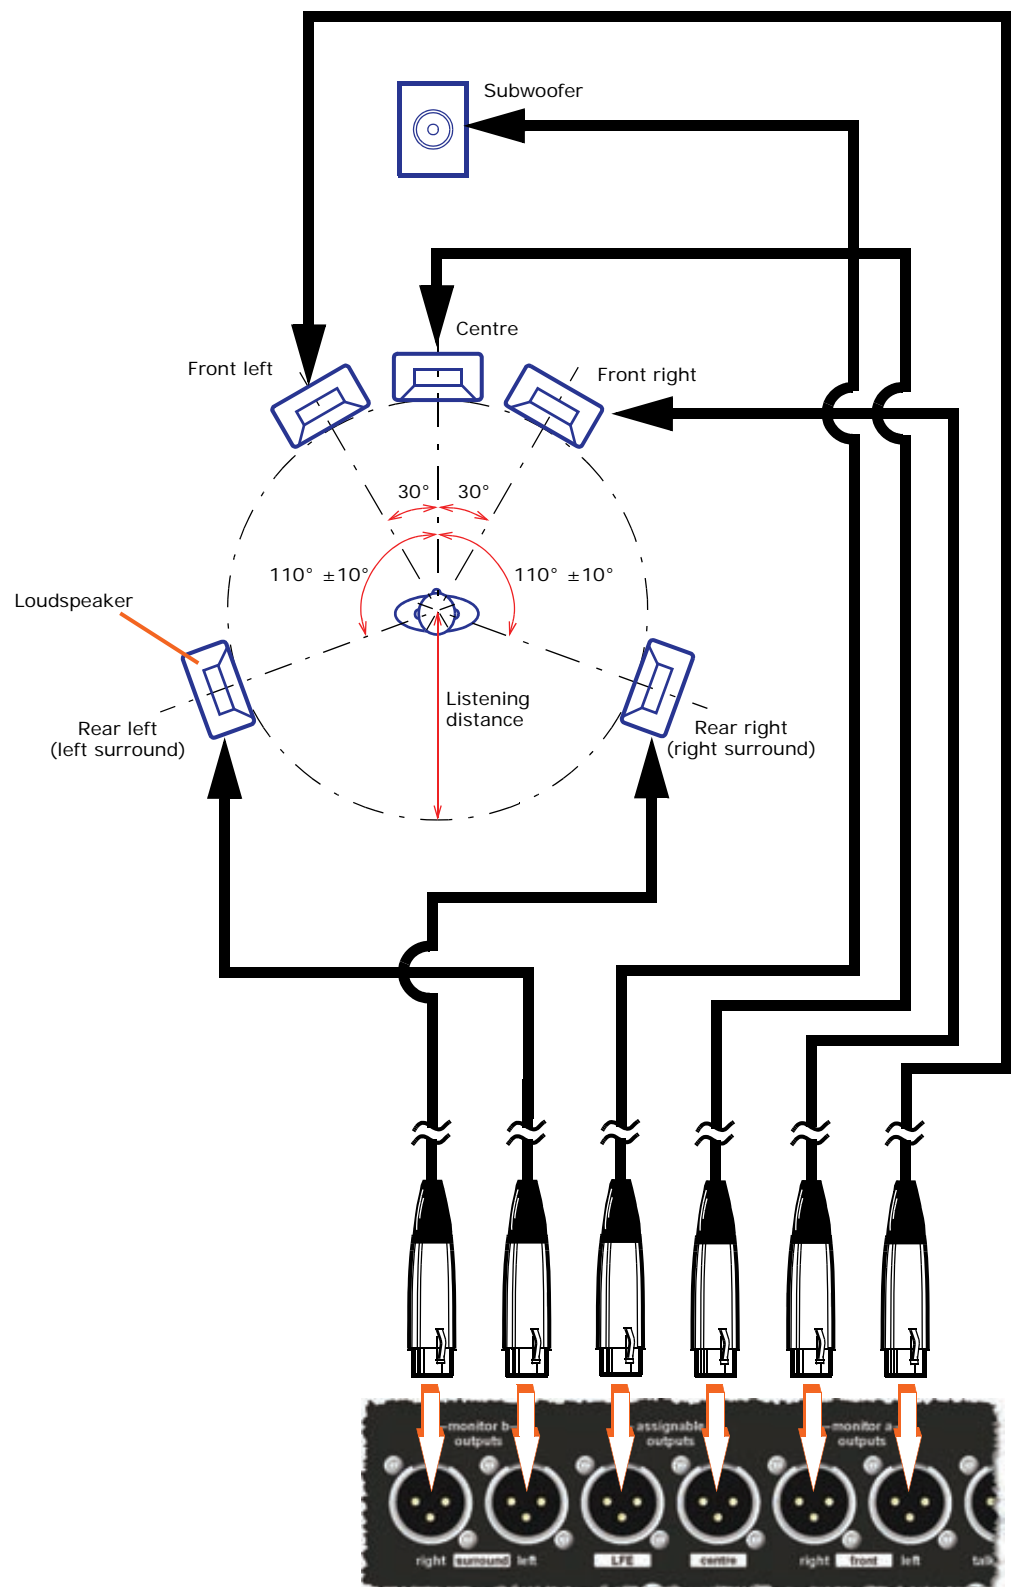 Subwoofer
Centre
Front left
Front right
30°
30°
110° ±10°
110° ±10°
Loudspeaker
Listening
distance
Rear left
(left surround)
Rear right
(right surround)
monitor b
outputs
assignable
outputs
monitor a
outputs
right surround left
LFE
centre
right front left
talk